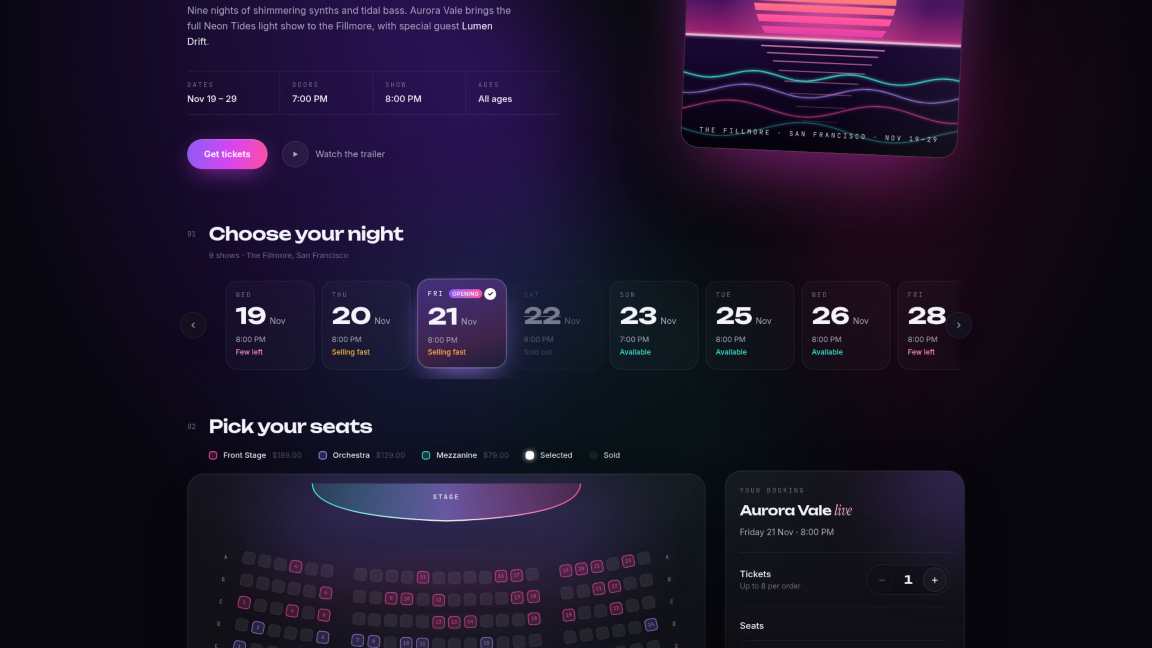 Nine nights of shimmering synths and tidal bass. Aurora Vale brings the
full Neon Tides light show to the Fillmore, with special guest Lumen
Drift.
DATES DOORS SHOW AGES
Nov 19 – 29 7:00 PM 8:00 PM All ages
Get tickets Watch the trailer
THE FILLMORE · SAN FRANCISCO · NOV 19–29
01 Choose your night
9 shows · The Fillmore, San Francisco
WED THU FRI OPENING SAT SUN TUE WED FRI
19 Nov 20 Nov 21 Nov 22 Nov 23 Nov 25 Nov 26 Nov 28
8:00 PM 8:00 PM 8:00 PM 8:00 PM 7:00 PM 8:00 PM 8:00 PM 8:00 PM
Few left Selling fast Selling fast Sold out Available Available Available Few left
02 Pick your seats
Front Stage $189.00 Orchestra $129.00 Mezzanine $79.00 Selected Sold
STAGE
YOUR BOOKING
Aurora Vale live
Friday 21 Nov · 8:00 PM
Tickets
Up to 8 per order
− 1 +
Seats
A A
B B
C C
D D
E